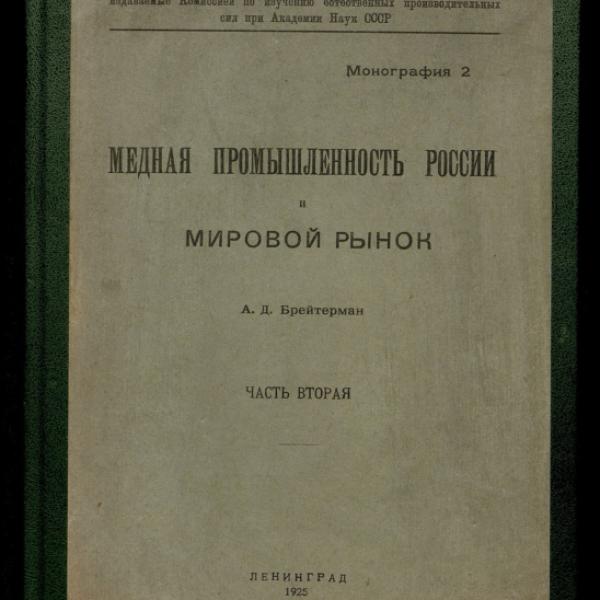 издаваемые Комиссией по изучению естественных производительных
сил при Академии Наук СССР
Монография 2
МЕДНАЯ ПРОМЫШЛЕННОСТЬ РОССИИ
и
МИРОВОЙ РЫНОК
А. Д. Брейтерман
ЧАСТЬ ВТОРАЯ
ЛЕНИНГРАД
1925